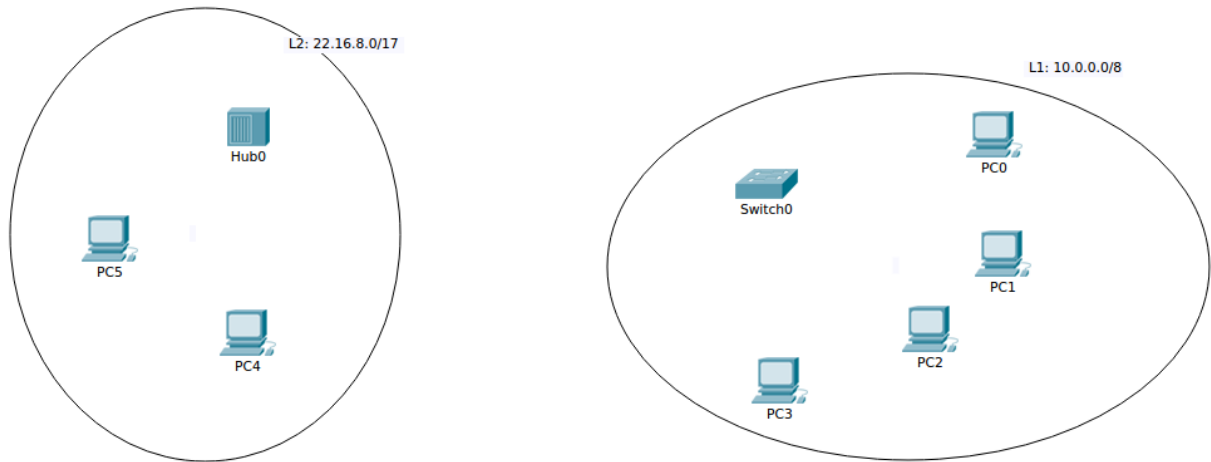 L2: 22.16.8.0/17
Hub0
PC5
PC4
L1: 10.0.0.0/8
PC0
Switch0
PC1
PC2
PC3